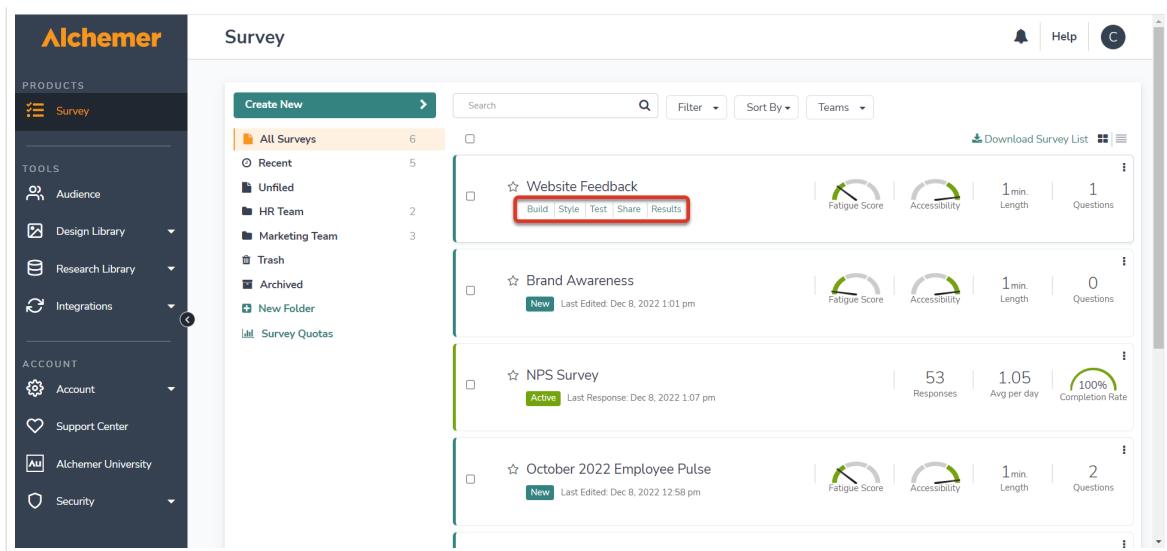 Alchemer
Survey
Help
C
PRODUCTS
Survey
TOOLS
Audience
Design Library
Research Library
Integrations
ACCOUNT
Account
Support Center
Au
Alchemer University
Security
Create New
All Surveys 6
Recent 5
Unfiled
HR Team 2
Marketing Team 3
Trash
Archived
New Folder
Survey Quotas
Search
Filter
Sort By
Teams
Download Survey List
Website Feedback
Build Style Test Share Results
Fatigue Score
Accessibility
1 min.
Length
1
Questions
Brand Awareness
New Last Edited: Dec 8, 2022 1:01 pm
Fatigue Score
Accessibility
1 min.
Length
0
Questions
NPS Survey
Active Last Response: Dec 8, 2022 1:07 pm
53
Responses
1.05
Avg per day
100%
Completion Rate
October 2022 Employee Pulse
New Last Edited: Dec 8, 2022 12:58 pm
Fatigue Score
Accessibility
1 min.
Length
2
Questions